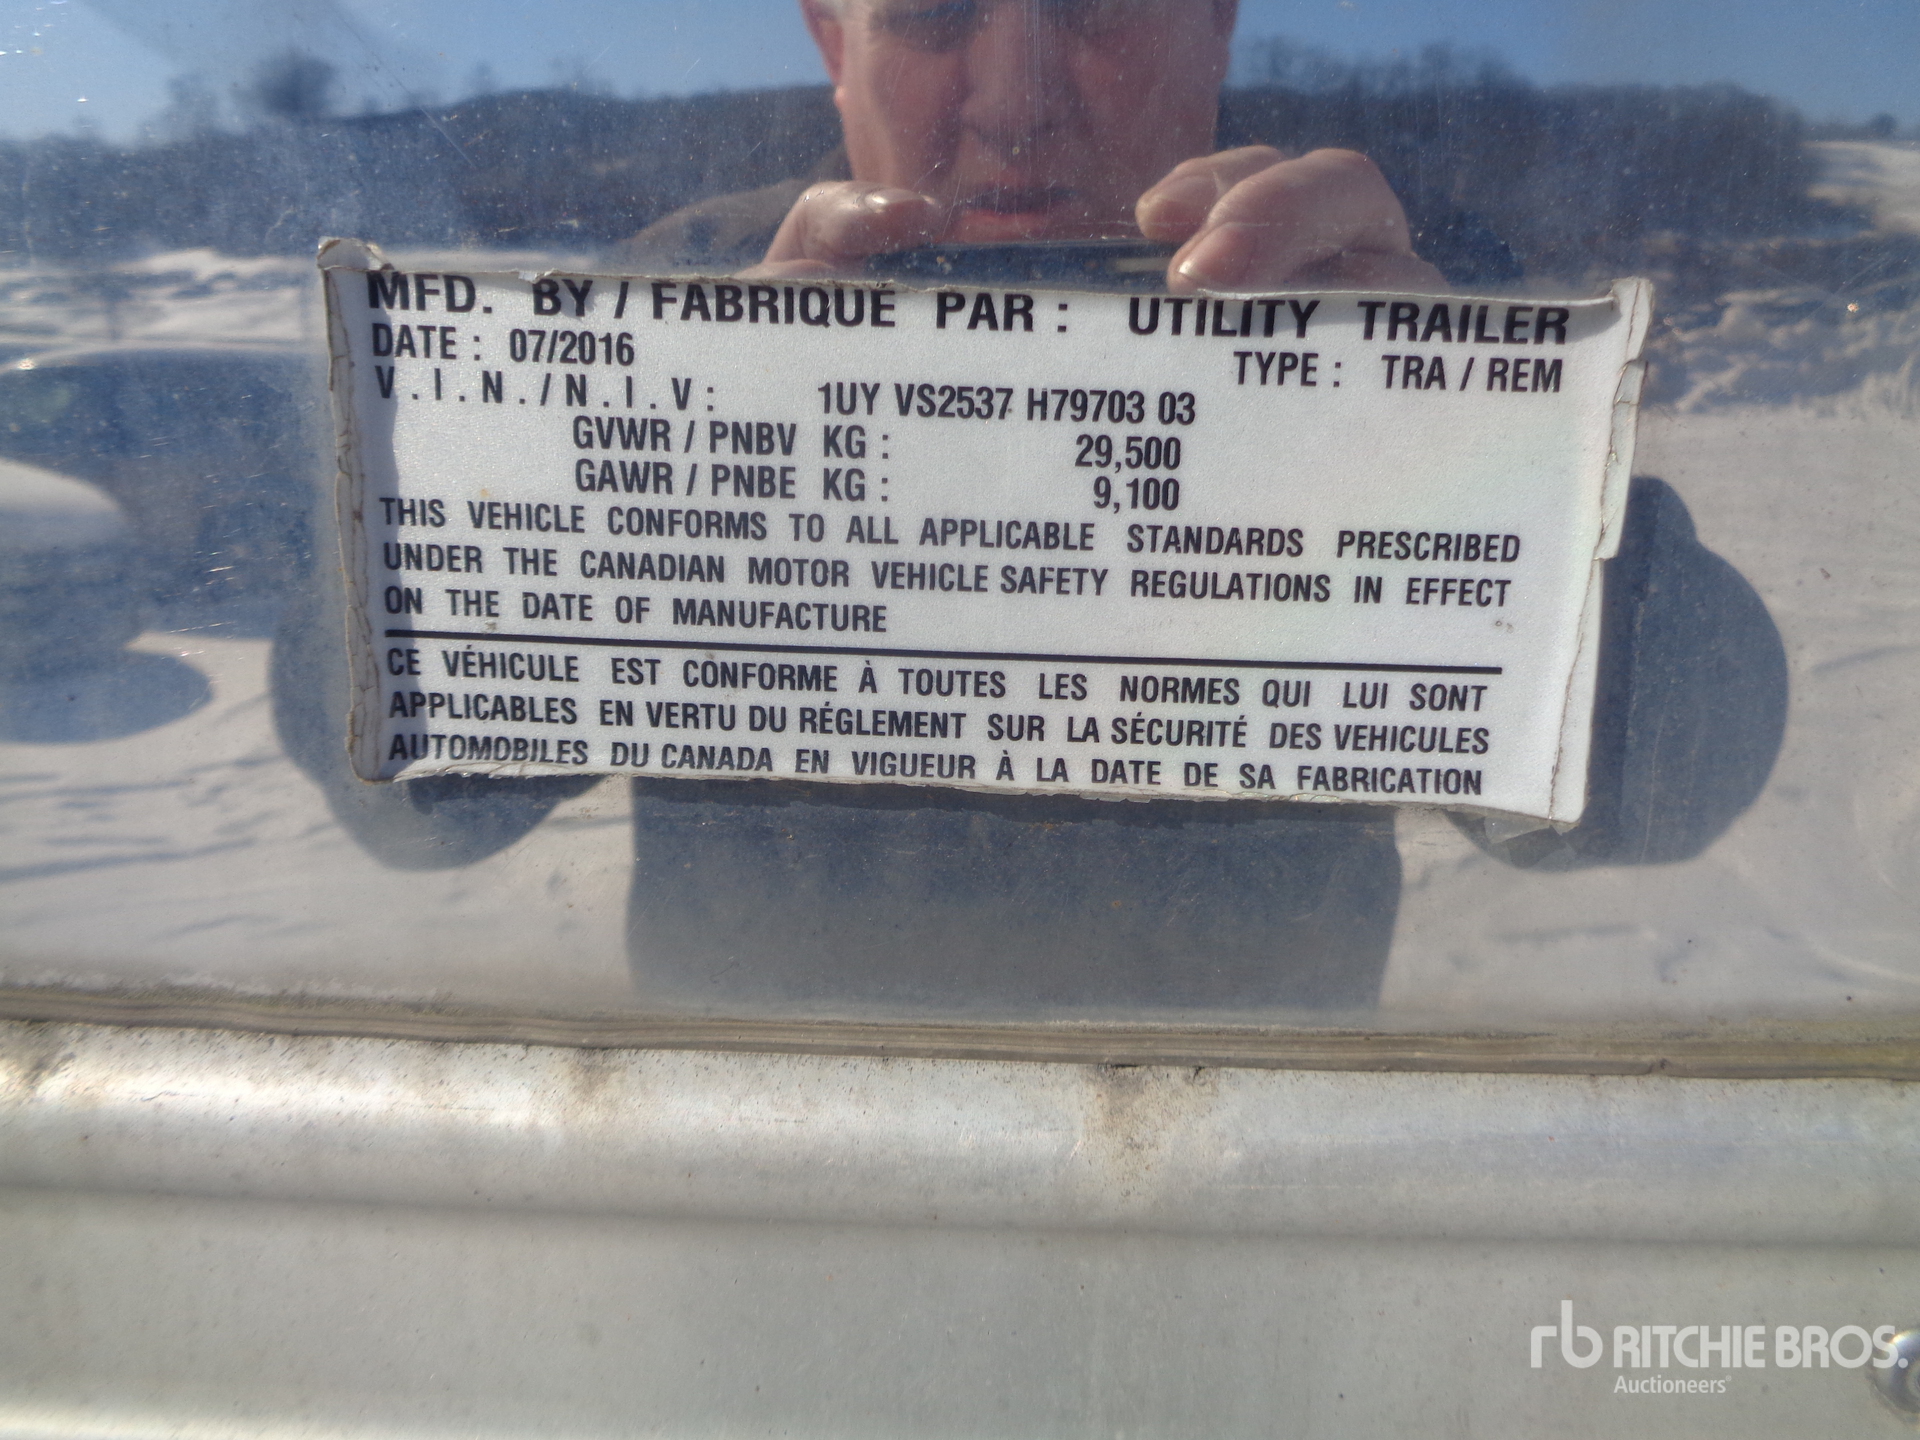 MFD. BY / FABRIQUÉ PAR : UTILITY TRAILER
DATE : 07/2016 TYPE : TRA / REM
V.I.N./N.I.V: 1UY VS2537 H79703 03
GVWR / PNBV KG : 29,500
GAWR / PNBE KG : 9,100
THIS VEHICLE CONFORMS TO ALL APPLICABLE STANDARDS PRESCRIBED
UNDER THE CANADIAN MOTOR VEHICLE SAFETY REGULATIONS IN EFFECT
ON THE DATE OF MANUFACTURE
CE VÉHICULE EST CONFORME À TOUTES LES NORMES QUI LUI SONT
APPLICABLES EN VERTU DU RÉGLEMENT SUR LA SÉCURITÉ DES VEHICULES
AUTOMOBILES DU CANADA EN VIGUEUR À LA DATE DE SA FABRICATION
rb RITCHIE BROS.
Auctioneers®